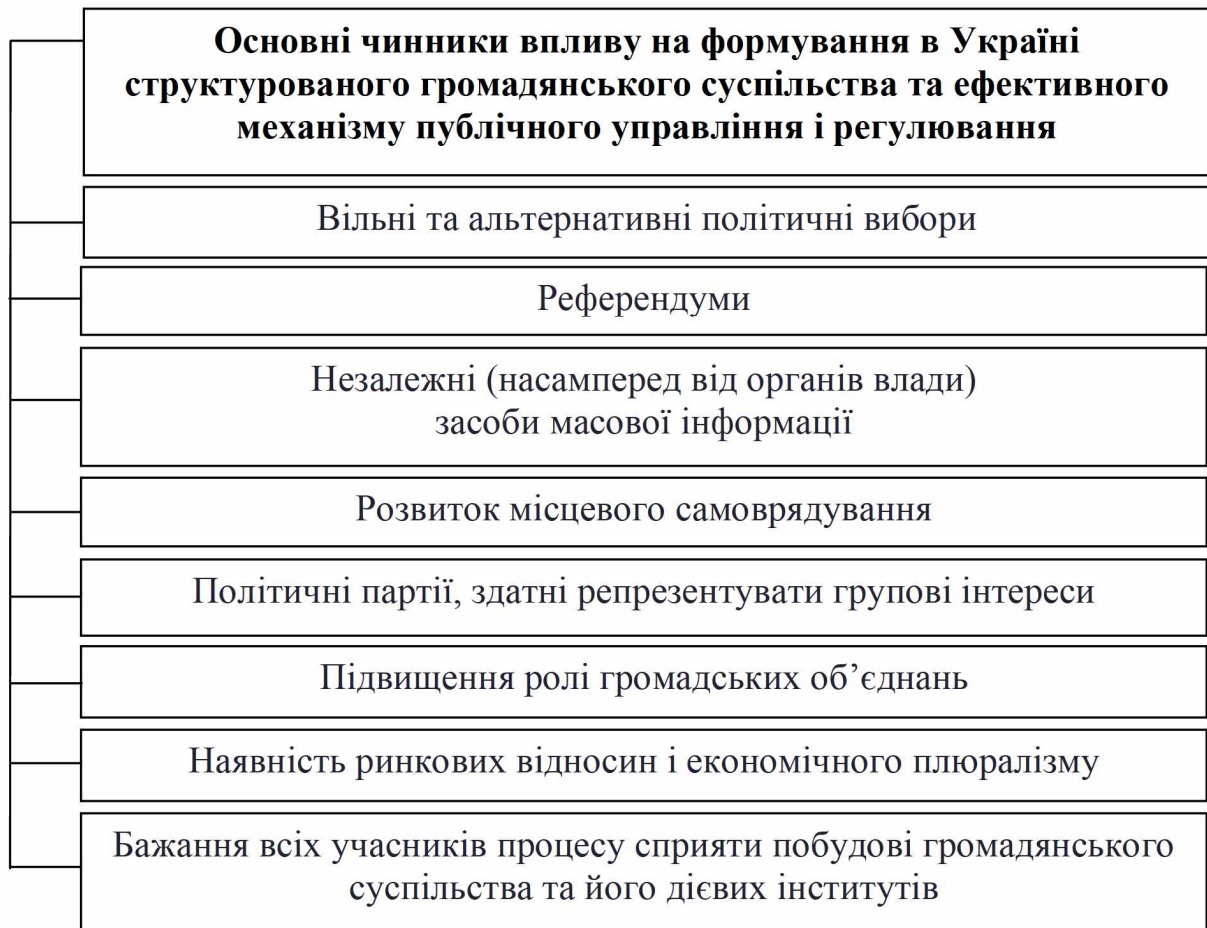 Основні чинники впливу на формування в Україні
структурованого громадянського суспільства та ефективного
механізму публічного управління і регулювання
Вільні та альтернативні політичні вибори
Референдуми
Незалежні (насамперед від органів влади)
засоби масової інформації
Розвиток місцевого самоврядування
Політичні партії, здатні репрезентувати групові інтереси
Підвищення ролі громадських об’єднань
Наявність ринкових відносин і економічного плюралізму
Бажання всіх учасників процесу сприяти побудові громадянського
суспільства та його дієвих інститутів